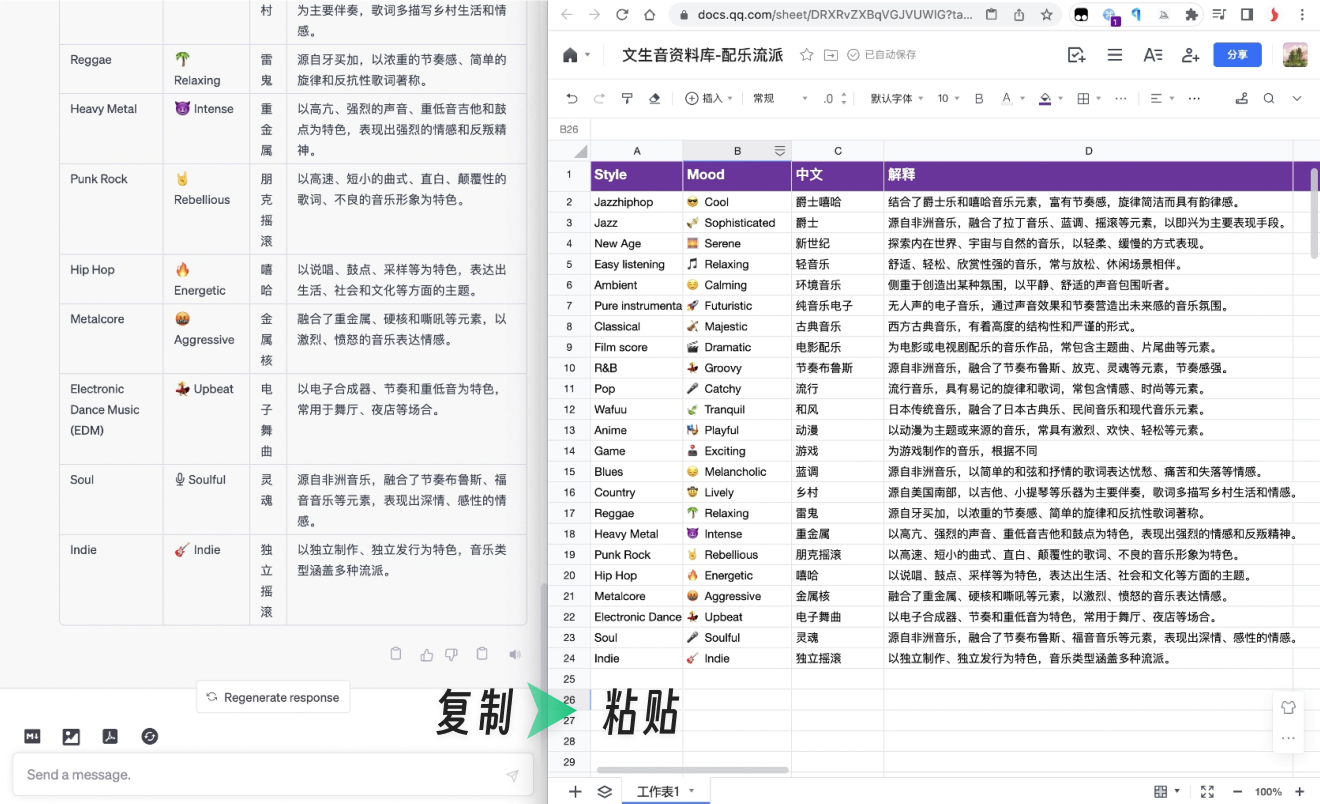 村
为主要伴奏，歌词多描写乡村生活和情
感。
Reggae
🌴
Relaxing
雷
鬼
源自牙买加，以浓重的节奏感、简单的
旋律和反抗性歌词著称。
Heavy Metal
😈 Intense
重
金
属
以高亢、强烈的声音、重低音吉他和鼓
点为特色，表现出强烈的情感和反叛精
神。
Punk Rock
🤘
Rebellious
朋
克
摇
滚
以高速、短小的曲式、直白、颠覆性的
歌词、不良的音乐形象为特色。
Hip Hop
🔥
Energetic
嘻
哈
以说唱、鼓点、采样等为特色，表达出
生活、社会和文化等方面的主题。
Metalcore
🤬
Aggressive
金
属
核
融合了重金属、硬核和嘶吼等元素，以
激烈、愤怒的音乐表达情感。
Electronic
Dance Music
(EDM)
💃 Upbeat
电
子
舞
曲
以电子合成器、节奏和重低音为特色，
常用于舞厅、夜店等场合。
Soul
🎙 Soulful
灵
魂
源自非洲音乐，融合了节奏布鲁斯、福
音音乐等元素，表现出深情、感性的情
感。
Indie
🎸 Indie
独
立
摇
滚
以独立制作、独立发行为特色，音乐类
型涵盖多种流派。
Regenerate response
Send a message.
复制
粘贴
docs.qq.com/sheet/DRXRvZXBqVGJVUWlG?ta...
1
文生音资料库-配乐流派
已自动保存
分享
插入
常规
.0
默认字体
10
B
A
B26
A B C D
1 Style Mood 中文 解释
2 Jazzhiphop 😎 Cool 爵士嘻哈 结合了爵士乐和嘻哈音乐元素，富有节奏感，旋律简洁而具有韵律感。
3 Jazz 🎺 Sophisticated 爵士 源自非洲音乐，融合了拉丁音乐、蓝调、摇滚等元素，以即兴为主要表现手段。
4 New Age 🌅 Serene 新世纪 探索内在世界、宇宙与自然的音乐，以轻柔、缓慢的方式表现。
5 Easy listening 🎵 Relaxing 轻音乐 舒适、轻松、欣赏性强的音乐，常与放松、休闲场景相伴。
6 Ambient 😌 Calming 环境音乐 侧重于创造出某种氛围，以平静、舒适的声音包围听者。
7 Pure instrumenta 🚀 Futuristic 纯音乐电子 无人声的电子音乐，通过声音效果和节奏营造出未来感的音乐氛围。
8 Classical 🎻 Majestic 古典音乐 西方古典音乐，有着高度的结构性和严谨的形式。
9 Film score 🎬 Dramatic 电影配乐 为电影或电视剧配乐的音乐作品，常包含主题曲、片尾曲等元素。
10 R&B 💃 Groovy 节奏布鲁斯 源自非洲音乐，融合了节奏布鲁斯、放克、灵魂等元素，节奏感强。
11 Pop 🎤 Catchy 流行 流行音乐，具有易记的旋律和歌词，常包含情感、时尚等元素。
12 Wafuu 🍃 Tranquil 和风 日本传统音乐，融合了日本古典乐、民间音乐和现代音乐元素。
13 Anime 🎏 Playful 动漫 以动漫为主题或来源的音乐，常具有激烈、欢快、轻松等元素。
14 Game 🕹 Exciting 游戏 为游戏制作的音乐，根据不同
15 Blues 😔 Melancholic 蓝调 源自非洲音乐，以简单的和弦和抒情的歌词表达忧愁、痛苦和失落等情感。
16 Country 🤠 Lively 乡村 源自美国南部，以吉他、小提琴等乐器为主要伴奏，歌词多描写乡村生活和情感。
17 Reggae 🌴 Relaxing 雷鬼 源自牙买加，以浓重的节奏感、简单的旋律和反抗性歌词著称。
18 Heavy Metal 😈 Intense 重金属 以高亢、强烈的声音、重低音吉他和鼓点为特色，表现出强烈的情感和反叛精神。
19 Punk Rock 🤘 Rebellious 朋克摇滚 以高速、短小的曲式、直白、颠覆性的歌词、不良的音乐形象为特色。
20 Hip Hop 🔥 Energetic 嘻哈 以说唱、鼓点、采样等为特色，表达出生活、社会和文化等方面的主题。
21 Metalcore 🤬 Aggressive 金属核 融合了重金属、硬核和嘶吼等元素，以激烈、愤怒的音乐表达情感。
22 Electronic Dance 💃 Upbeat 电子舞曲 以电子合成器、节奏和重低音为特色，常用于舞厅、夜店等场合。
23 Soul 🎤 Soulful 灵魂 源自非洲音乐，融合了节奏布鲁斯、福音音乐等元素，表现出深情、感性的情感。
24 Indie 🎸 Indie 独立摇滚 以独立制作、独立发行为特色，音乐类型涵盖多种流派。
25
26
27
28
29
工作表1
100%